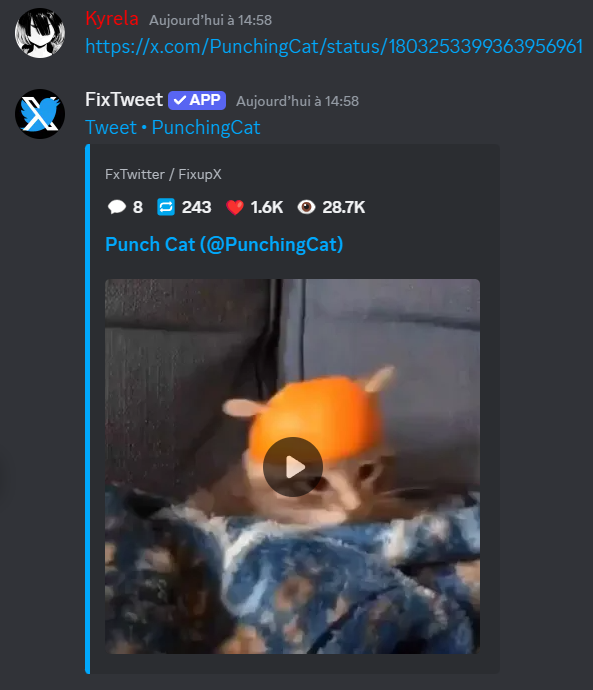 Kyrela Aujourd'hui à 14:58
https://x.com/PunchingCat/status/1803253399363956961
FixTweet ✓ APP Aujourd'hui à 14:58
Tweet • PunchingCat
FxTwitter / FixupX
💬 8 🔁 243 ❤️ 1.6K 👁️ 28.7K
Punch Cat (@PunchingCat)